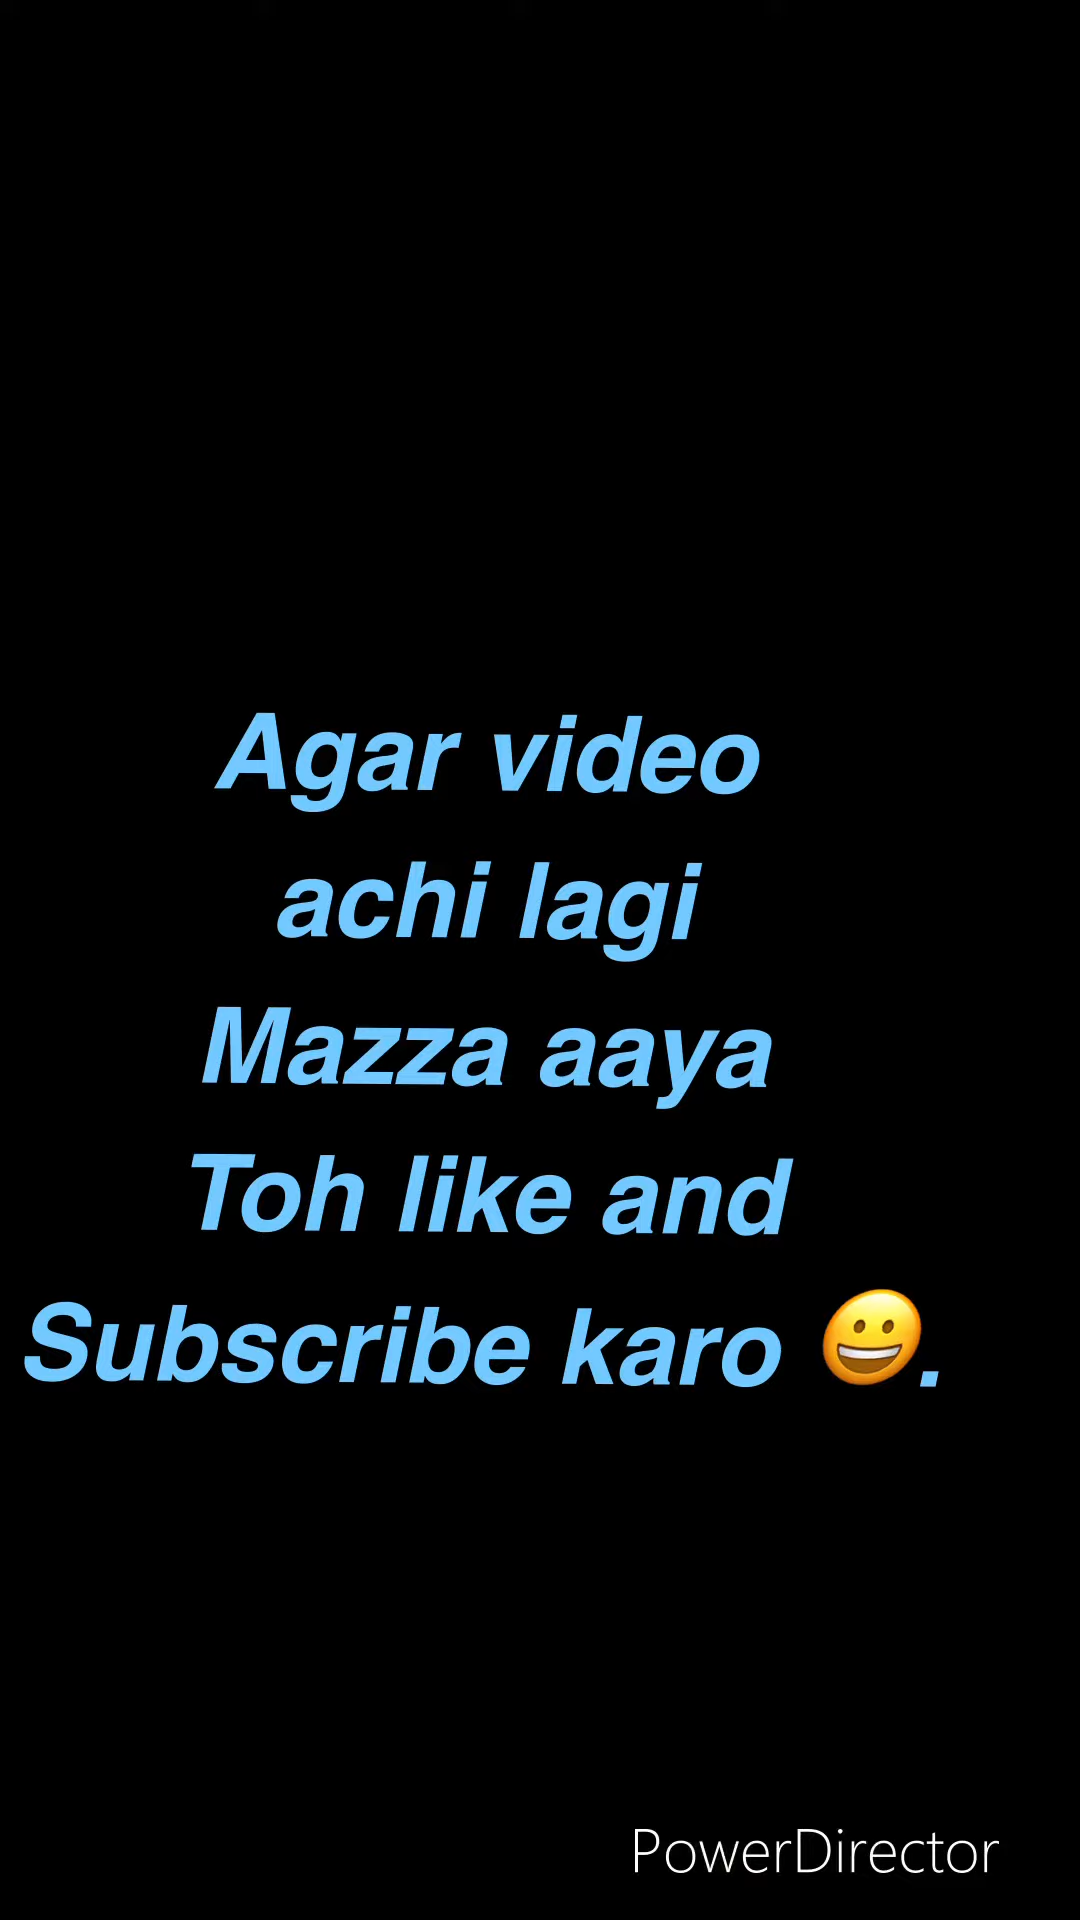 Agar video
achi lagi
Mazza aaya
Toh like and
Subscribe karo 😀.
PowerDirector